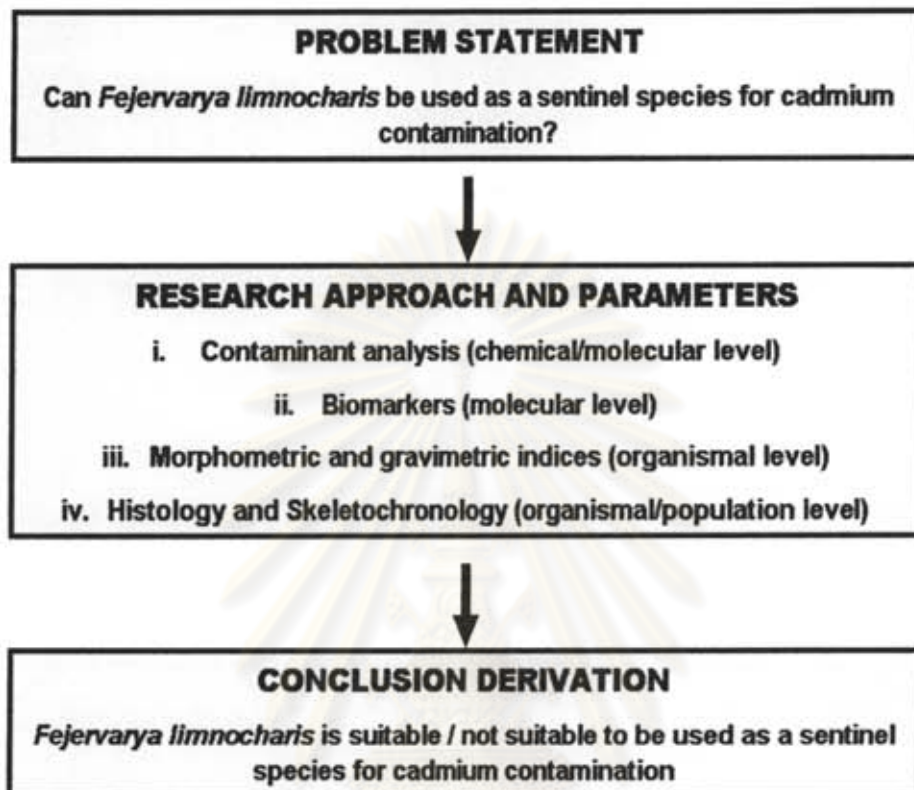 PROBLEM STATEMENT
Can Fejervarya limnocharis be used as a sentinel species for cadmium
contamination?
RESEARCH APPROACH AND PARAMETERS
i. Contaminant analysis (chemical/molecular level)
ii. Biomarkers (molecular level)
iii. Morphometric and gravimetric indices (organismal level)
iv. Histology and Skeletochronology (organismal/population level)
CONCLUSION DERIVATION
Fejervarya limnocharis is suitable / not suitable to be used as a sentinel
species for cadmium contamination